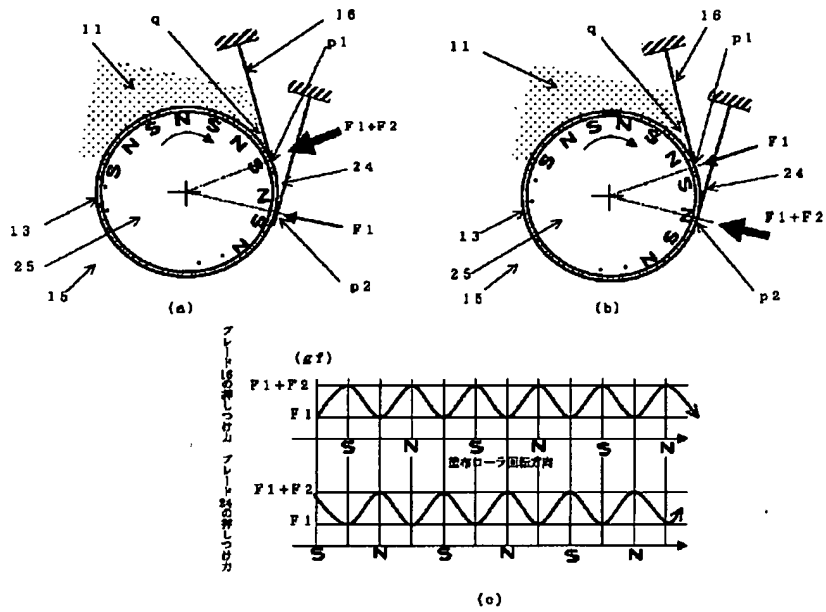 q
16
p1
11
S N S N S N S
N
S
N
F1+F2
24
F1
p2
13
25
15
(a)
q
16
p1
11
S N S N S N
S
N
S
N
F1
24
F1+F2
p2
13
25
15
(b)
(gf)
ブレード16の押しつけ力
F1+F2
F1
S N S N S N
塗布ローラ回転方向
ブレード24の押しつけ力
F1+F2
F1
S N S N S N
(c)